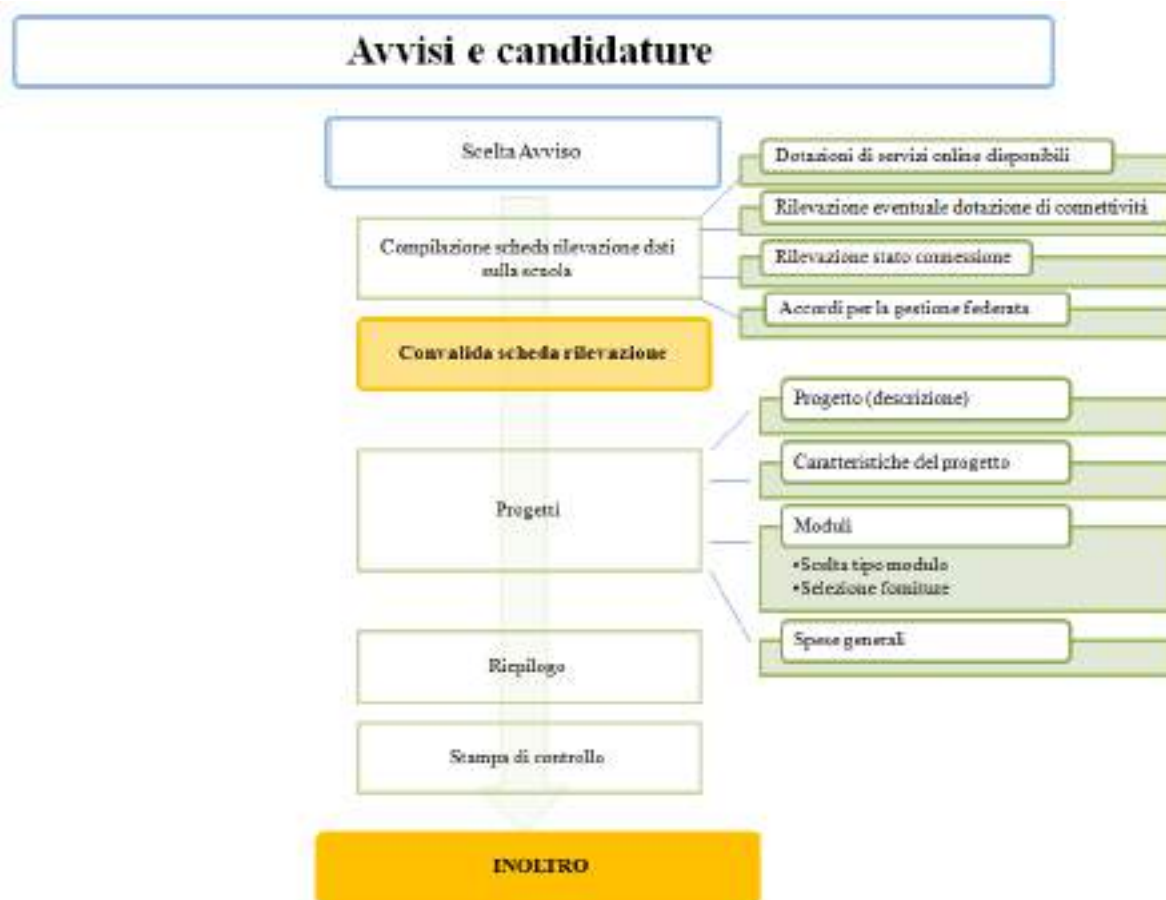 Avvisi e candidature
Scelta Avviso
Compilazione scheda rilevazione dati
sulla scuola
Dotazioni di servizi online disponibili
Rilevazione eventuale dotazione di connettività
Rilevazione stato connessione
Accordi per la gestione federata
Convalida scheda rilevazione
Progetti
Progetto (descrizione)
Caratteristiche del progetto
Moduli
•Scelta tipo modulo
•Selezione forniture
Spese generali
Riepilogo
Stampa di controllo
INOLTRO